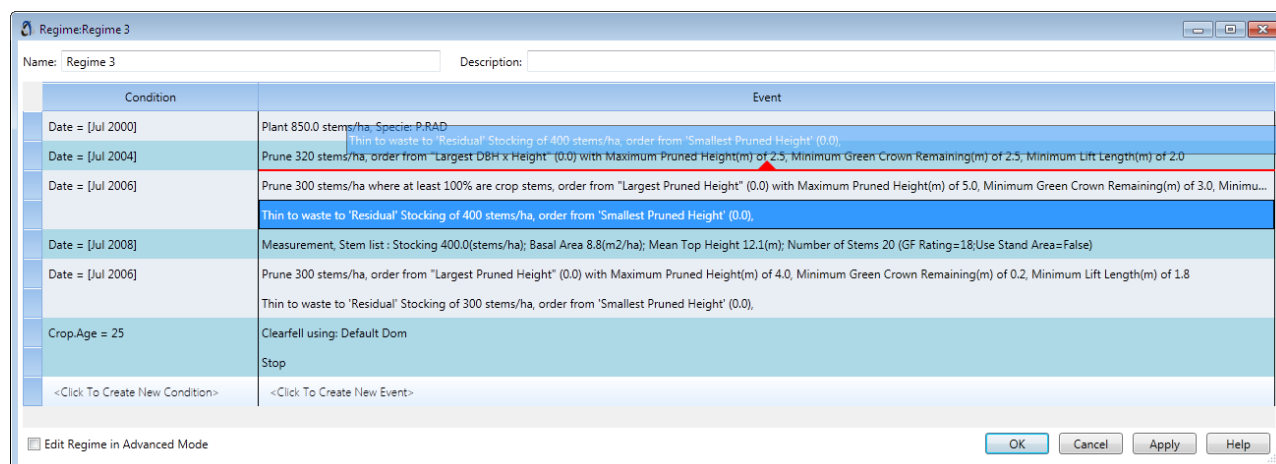 Regime:Regime 3
Name: Regime 3 Description:
Condition Event
Date = [Jul 2000] Plant 850.0 stems/ha, Specie: P.RAD
Thin to waste to 'Residual' Stocking of 400 stems/ha, order from 'Smallest Pruned Height' (0.0),
Date = [Jul 2004] Prune 320 stems/ha, order from "Largest DBH x Height" (0.0) with Maximum Pruned Height(m) of 2.5, Minimum Green Crown Remaining(m) of 2.5, Minimum Lift Length(m) of 2.0
Date = [Jul 2006] Prune 300 stems/ha where at least 100% are crop stems, order from "Largest Pruned Height" (0.0) with Maximum Pruned Height(m) of 5.0, Minimum Green Crown Remaining(m) of 3.0, Minimu...
Thin to waste to 'Residual' Stocking of 400 stems/ha, order from 'Smallest Pruned Height' (0.0),
Date = [Jul 2008] Measurement, Stem list : Stocking 400.0(stems/ha); Basal Area 8.8(m2/ha); Mean Top Height 12.1(m); Number of Stems 20 (GF Rating=18;Use Stand Area=False)
Date = [Jul 2006] Prune 300 stems/ha, order from "Largest Pruned Height" (0.0) with Maximum Pruned Height(m) of 4.0, Minimum Green Crown Remaining(m) of 0.2, Minimum Lift Length(m) of 1.8
Thin to waste to 'Residual' Stocking of 300 stems/ha, order from 'Smallest Pruned Height' (0.0),
Crop.Age = 25 Clearfell using: Default Dom
Stop
<Click To Create New Condition> <Click To Create New Event>
Edit Regime in Advanced Mode OK Cancel Apply Help